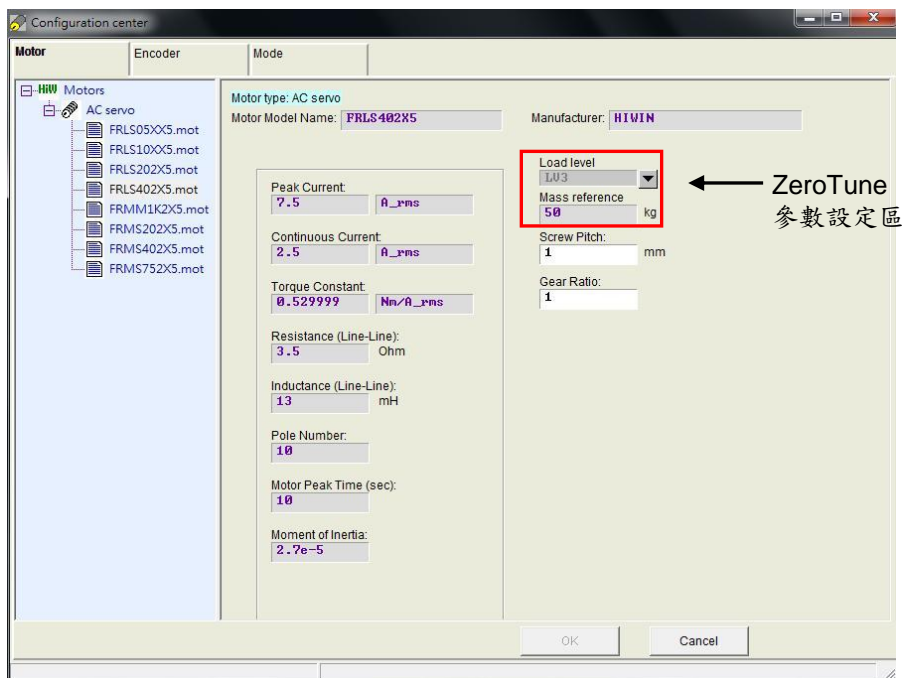 Configuration center
Motor
Encoder
Mode
HiW Motors
AC servo
FRLS05XX5.mot
FRLS10XX5.mot
FRLS202X5.mot
FRLS402X5.mot
FRMM1K2X5.mot
FRMS202X5.mot
FRMS402X5.mot
FRMS752X5.mot
Motor type: AC servo
Motor Model Name: FRLS402X5
Manufacturer: HIWIN
Peak Current:
7.5 A_rms
Continuous Current:
2.5 A_rms
Torque Constant:
0.529999 Nm/A_rms
Resistance (Line-Line):
3.5 Ohm
Inductance (Line-Line):
13 mH
Pole Number:
10
Motor Peak Time (sec):
10
Moment of Inertia:
2.7e-5
Load level
LV3
Mass reference
50 kg
Screw Pitch:
1 mm
Gear Ratio:
1
ZeroTune
參數設定區
OK
Cancel